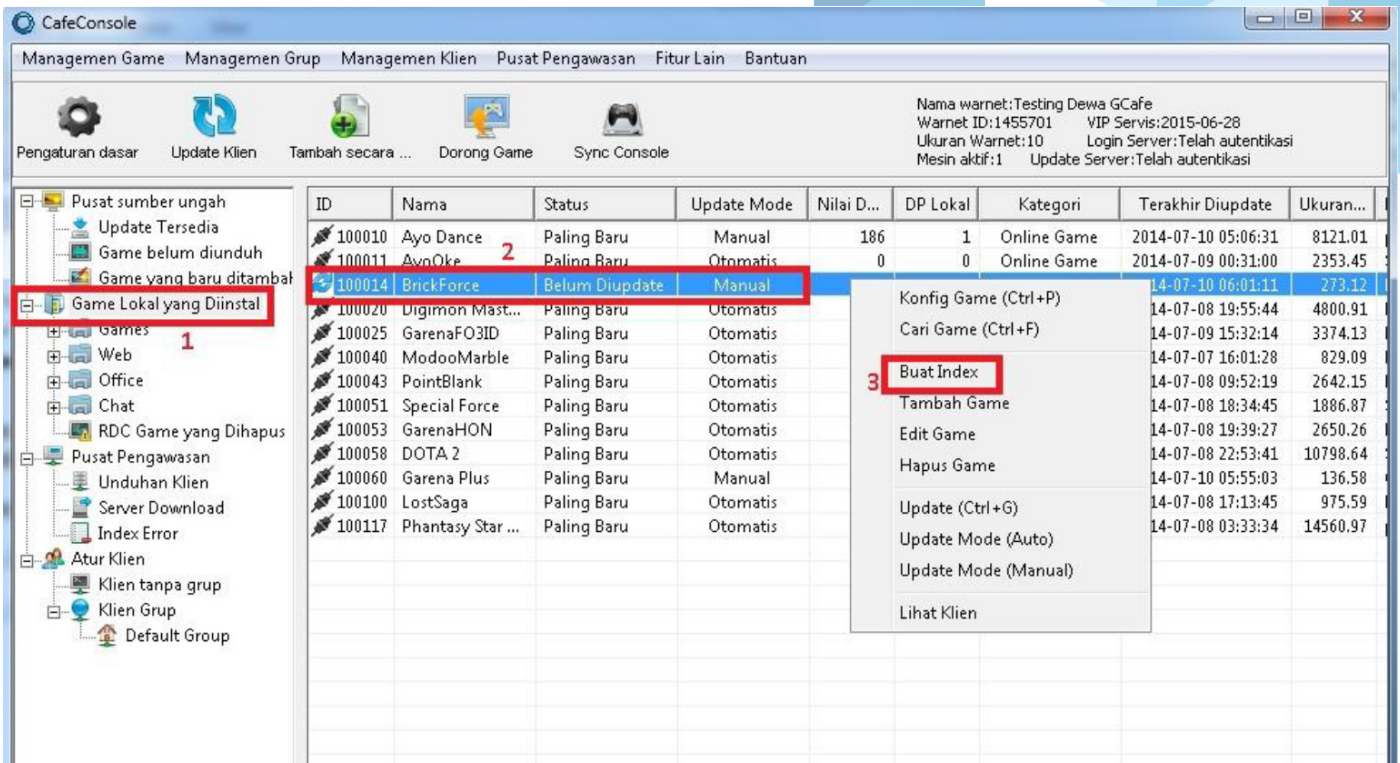 CafeConsole
Managemen Game Managemen Grup Managemen Klien Pusat Pengawasan Fitur Lain Bantuan
Pengaturan dasar Update Klien Tambah secara ... Dorong Game Sync Console
Nama warnet:Testing Dewa GCafe
Warnet ID:1455701 VIP Servis:2015-06-28
Ukuran Warnet:10 Login Server:Telah autentikasi
Mesin aktif:1 Update Server:Telah autentikasi
Pusat sumber ungah
Update Tersedia
Game belum diunduh
Game yang baru ditambah
Game Lokal yang Diinstal
1
Games
Web
Office
Chat
RDC Game yang Dihapus
Pusat Pengawasan
Unduhan Klien
Server Download
Index Error
Atur Klien
Klien tanpa grup
Klien Grup
Default Group
ID Nama Status Update Mode Nilai D... DP Lokal Kategori Terakhir Diupdate Ukuran...
100010 Ayo Dance Paling Baru Manual 186 1 Online Game 2014-07-10 05:06:31 8121.01
2
100011 AyoOke Paling Baru Otomatis 0 0 Online Game 2014-07-09 00:31:00 2353.45
100014 BrickForce Belum Diupdate Manual 14-07-10 06:01:11 273.12
100020 Digimon Mast... Paling Baru Otomatis 14-07-08 19:55:44 4800.91
100025 GarenaFO3ID Paling Baru Otomatis 14-07-09 15:32:14 3374.13
100040 ModooMarble Paling Baru Otomatis 14-07-07 16:01:28 829.09
100043 PointBlank Paling Baru Otomatis 14-07-08 09:52:19 2642.15
100051 Special Force Paling Baru Otomatis 14-07-08 18:34:45 1886.87
100053 GarenaHON Paling Baru Otomatis 14-07-08 19:39:27 2650.26
100058 DOTA 2 Paling Baru Otomatis 14-07-08 22:53:41 10798.64
100060 Garena Plus Paling Baru Manual 14-07-10 05:55:03 136.58
100100 LostSaga Paling Baru Otomatis 14-07-08 17:13:45 975.59
100117 Phantasy Star ... Paling Baru Otomatis 14-07-08 03:33:34 14560.97
Konfig Game (Ctrl+P)
Cari Game (Ctrl+F)
3 Buat Index
Tambah Game
Edit Game
Hapus Game
Update (Ctrl+G)
Update Mode (Auto)
Update Mode (Manual)
Lihat Klien